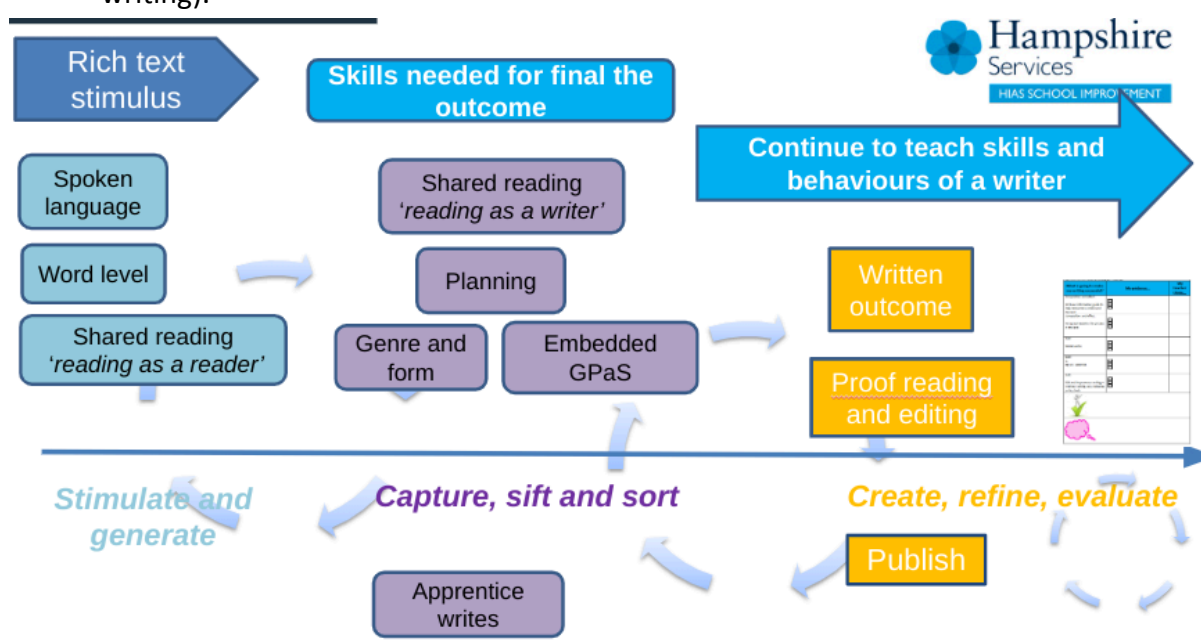 writing).
Rich text
stimulus
Skills needed for final the
outcome
Hampshire
Services
HIAS SCHOOL IMPROVEMENT
Continue to teach skills and
behaviours of a writer
Spoken
language
Word level
Shared reading
‘reading as a reader’
Shared reading
‘reading as a writer’
Planning
Genre and
form
Embedded
GPaS
Written
outcome
Proof reading
and editing
Stimulate and
generate
Capture, sift and sort
Create, refine, evaluate
Apprentice
writes
Publish